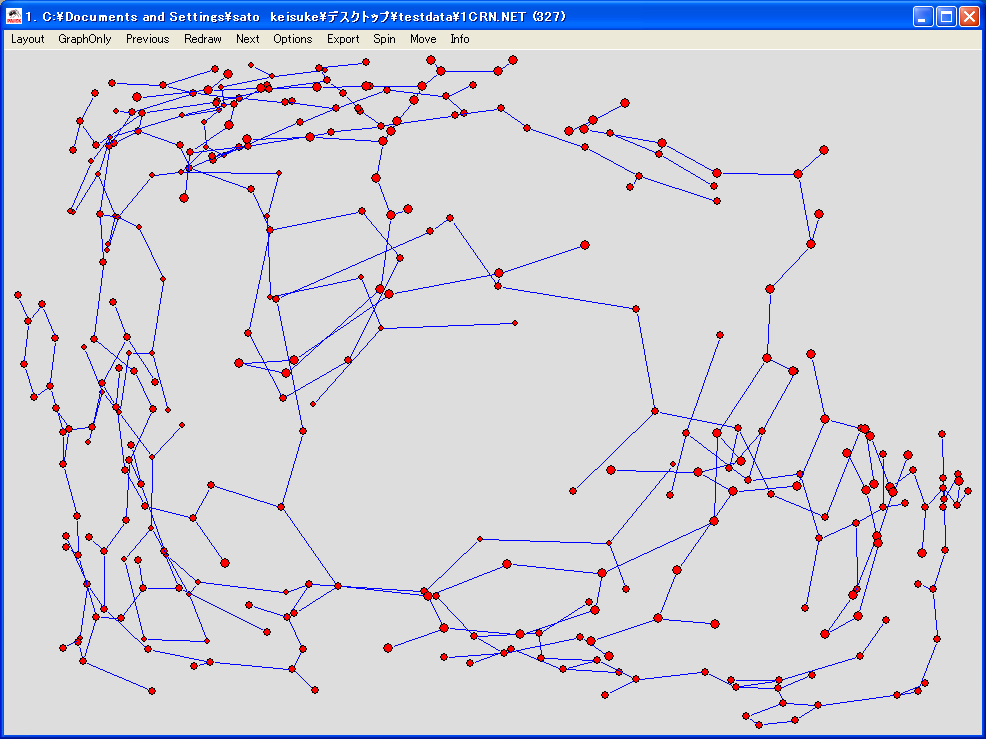 1. C:¥Documents and Settings¥sato keisuke¥デスクトップ¥testdata¥1CRN.NET (327)
Layout GraphOnly Previous Redraw Next Options Export Spin Move Info